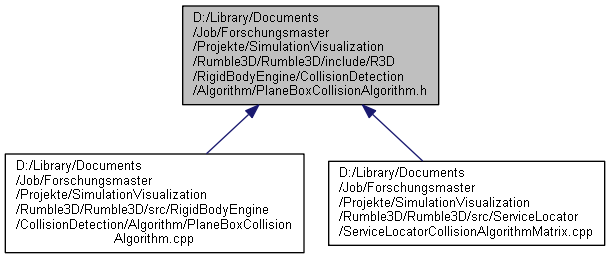 D:/Library/Documents
/Job/Forschungsmaster
/Projekte/SimulationVisualization
/Rumble3D/Rumble3D/include/R3D
/RigidBodyEngine/CollisionDetection
/Algorithm/PlaneBoxCollisionAlgorithm.h
D:/Library/Documents
/Job/Forschungsmaster
/Projekte/SimulationVisualization
/Rumble3D/Rumble3D/src/RigidBodyEngine
/CollisionDetection/Algorithm/PlaneBoxCollision
Algorithm.cpp
D:/Library/Documents
/Job/Forschungsmaster
/Projekte/SimulationVisualization
/Rumble3D/Rumble3D/src/ServiceLocator
/ServiceLocatorCollisionAlgorithmMatrix.cpp